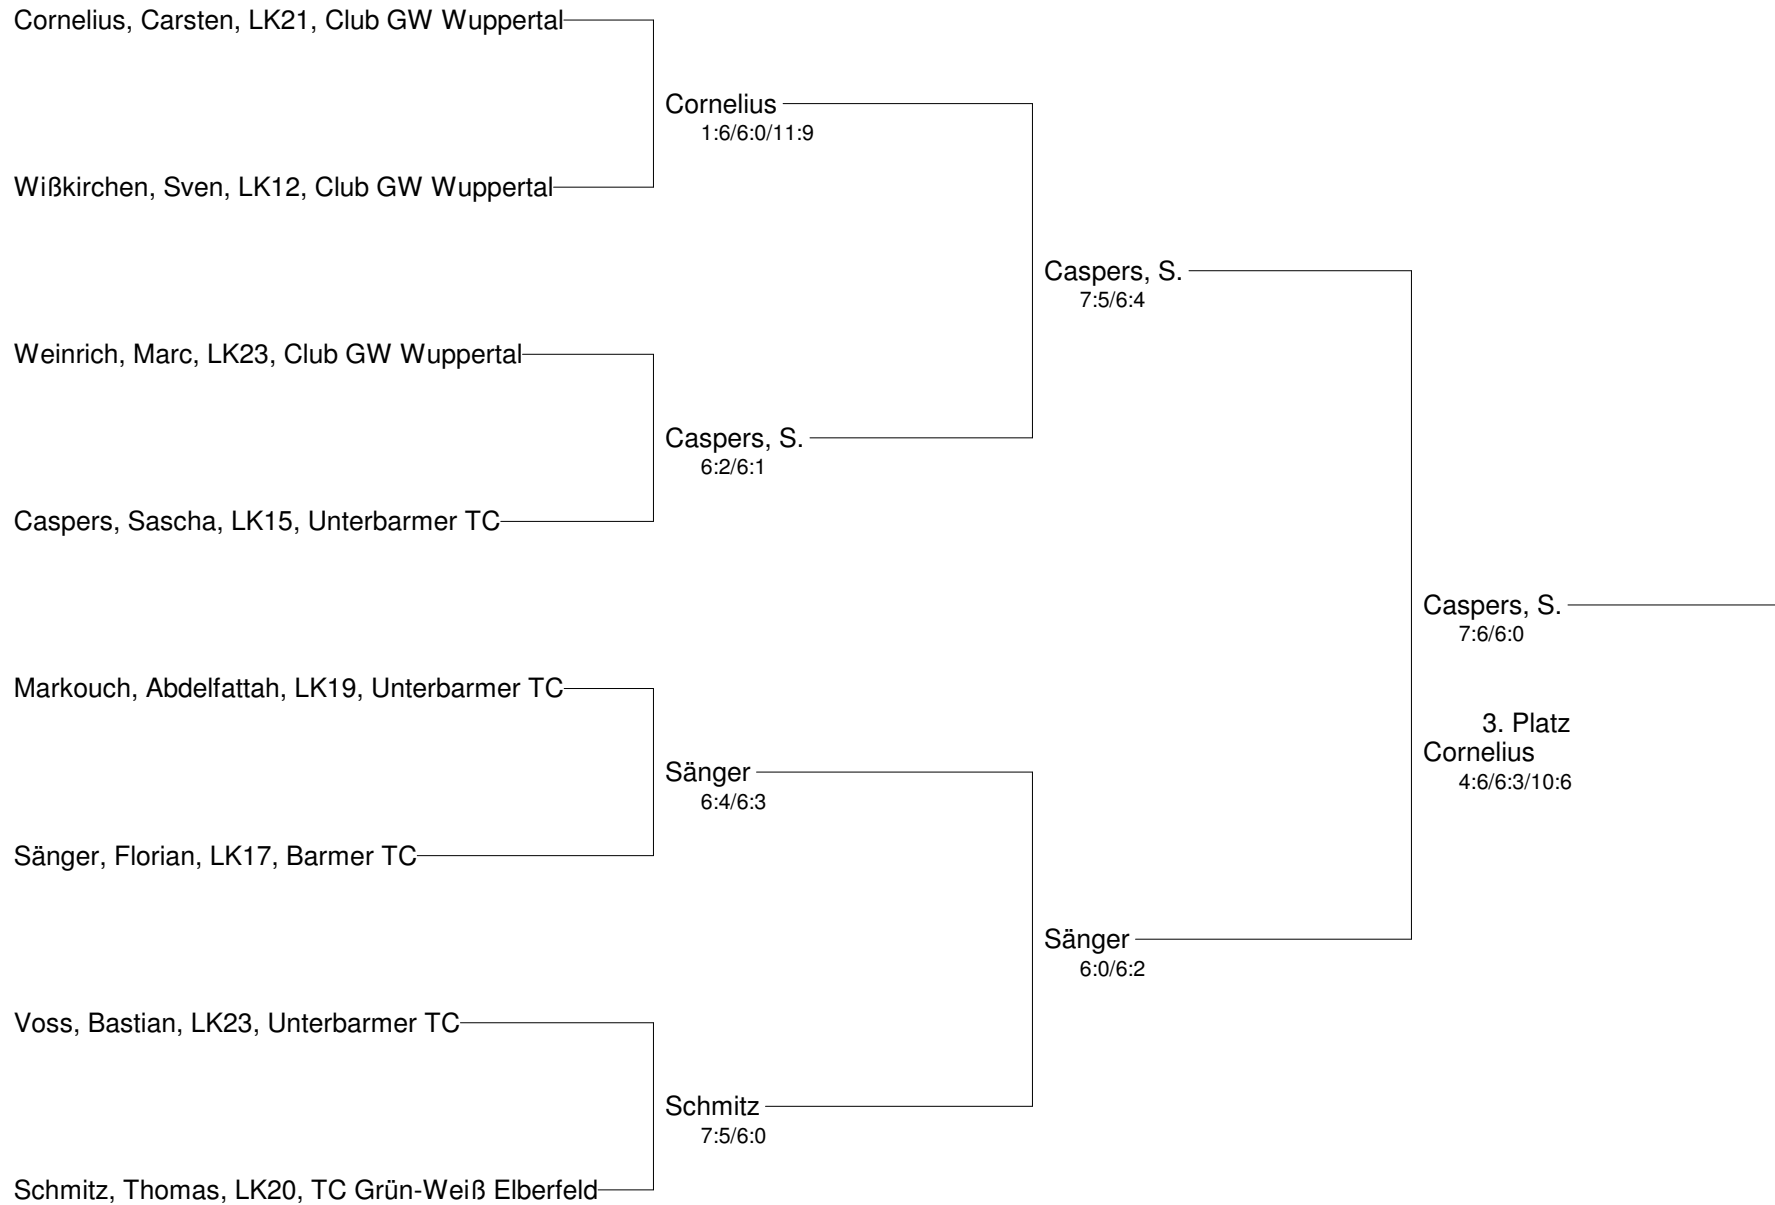 Cornelius, Carsten, LK21, Club GW Wuppertal
Cornelius
1:6/6:0/11:9
Wißkirchen, Sven, LK12, Club GW Wuppertal
Caspers, S.
7:5/6:4
Weinrich, Marc, LK23, Club GW Wuppertal
Caspers, S.
6:2/6:1
Caspers, Sascha, LK15, Unterbarmer TC
Caspers, S.
7:6/6:0
Markouch, Abdelfattah, LK19, Unterbarmer TC
3. Platz
Cornelius
4:6/6:3/10:6
Sänger
6:4/6:3
Sänger, Florian, LK17, Barmer TC
Sänger
6:0/6:2
Voss, Bastian, LK23, Unterbarmer TC
Schmitz
7:5/6:0
Schmitz, Thomas, LK20, TC Grün-Weiß Elberfeld